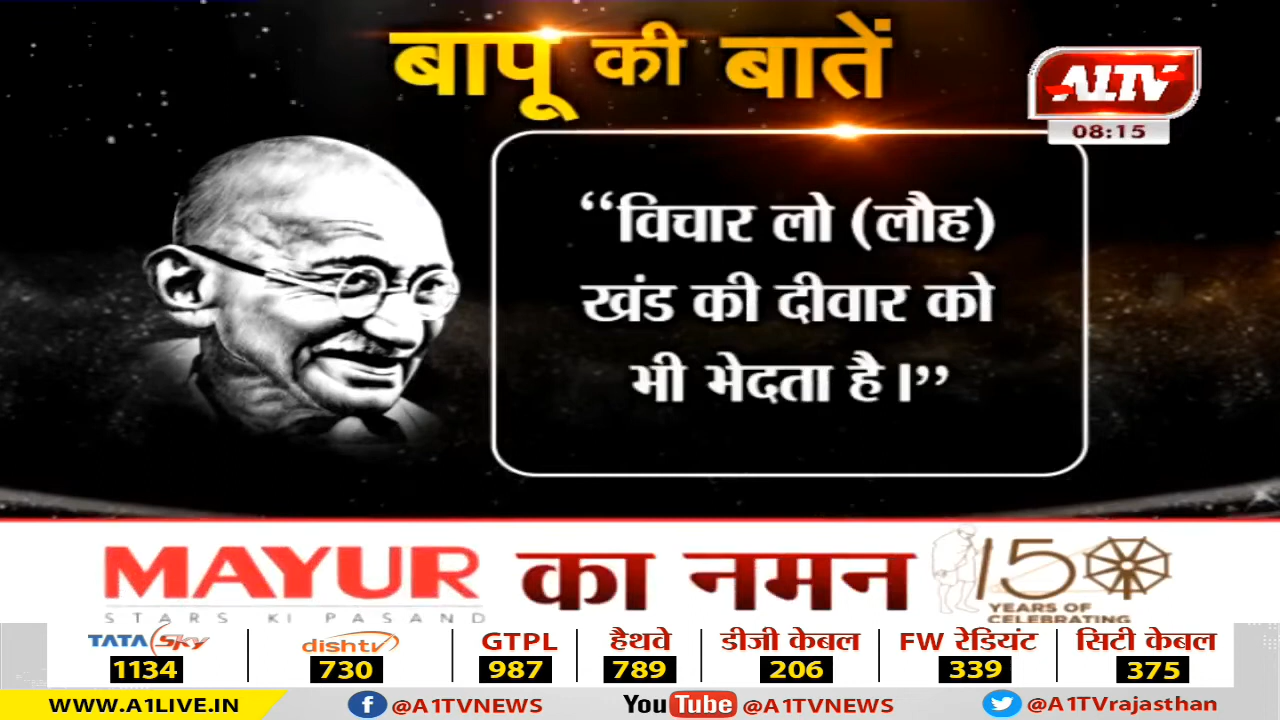 बापू की बातें
A1TV
08:15
“विचार लो (लौह)
खंड की दीवार को
भी भेदता है।”
MAYUR का नमन
STARS KI PASAND
150
YEARS OF
CELEBRATING
TATA Sky
1134
dishtv
730
GTPL
987
हैथवे
789
डीजी केबल
206
FW रेडियंट
339
सिटी केबल
375
WWW.A1LIVE.IN
@A1TVNEWS
YouTube @A1TVNEWS
@A1TVrajasthan